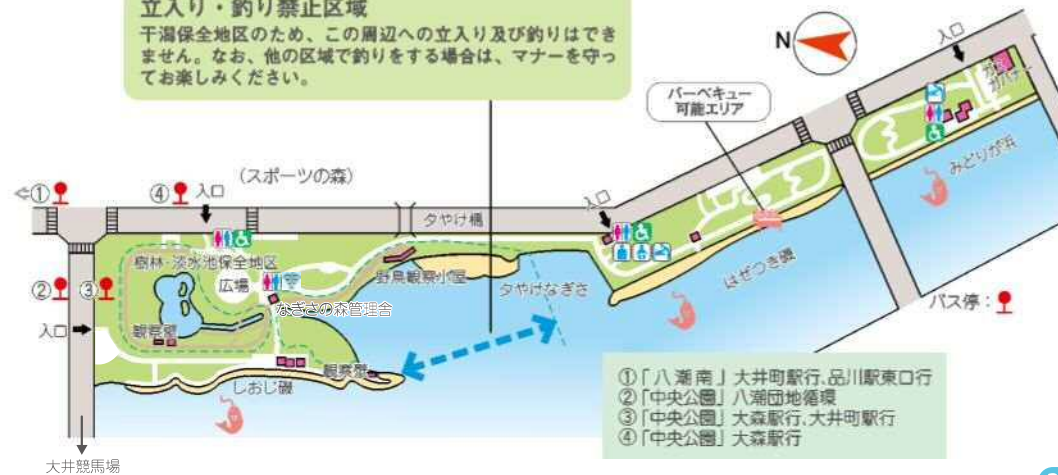 立入り・釣り禁止区域
干潟保全地区のため、この周辺への立入り及び釣りはでき
ません。なお、他の区域で釣りをする場合は、マナーを守っ
てお楽しみください。
N
入口
バーベキュー
可能エリア
みどりが浜
(スポーツの森)
①
④
入口
夕やけ橋
入口
樹林・淡水池保全地区
広場
野鳥観察小屋
夕やけなぎさ
はぜつき磯
②
③
なぎさの森管理舎
バス停：
入口
観察壁
観察壁
しおじ磯
①「八潮南」大井町駅行、品川駅東口行
②「中央公園」八潮団地循環
③「中央公園」大森駅行、大井町駅行
④「中央公園」大森駅行
大井競馬場